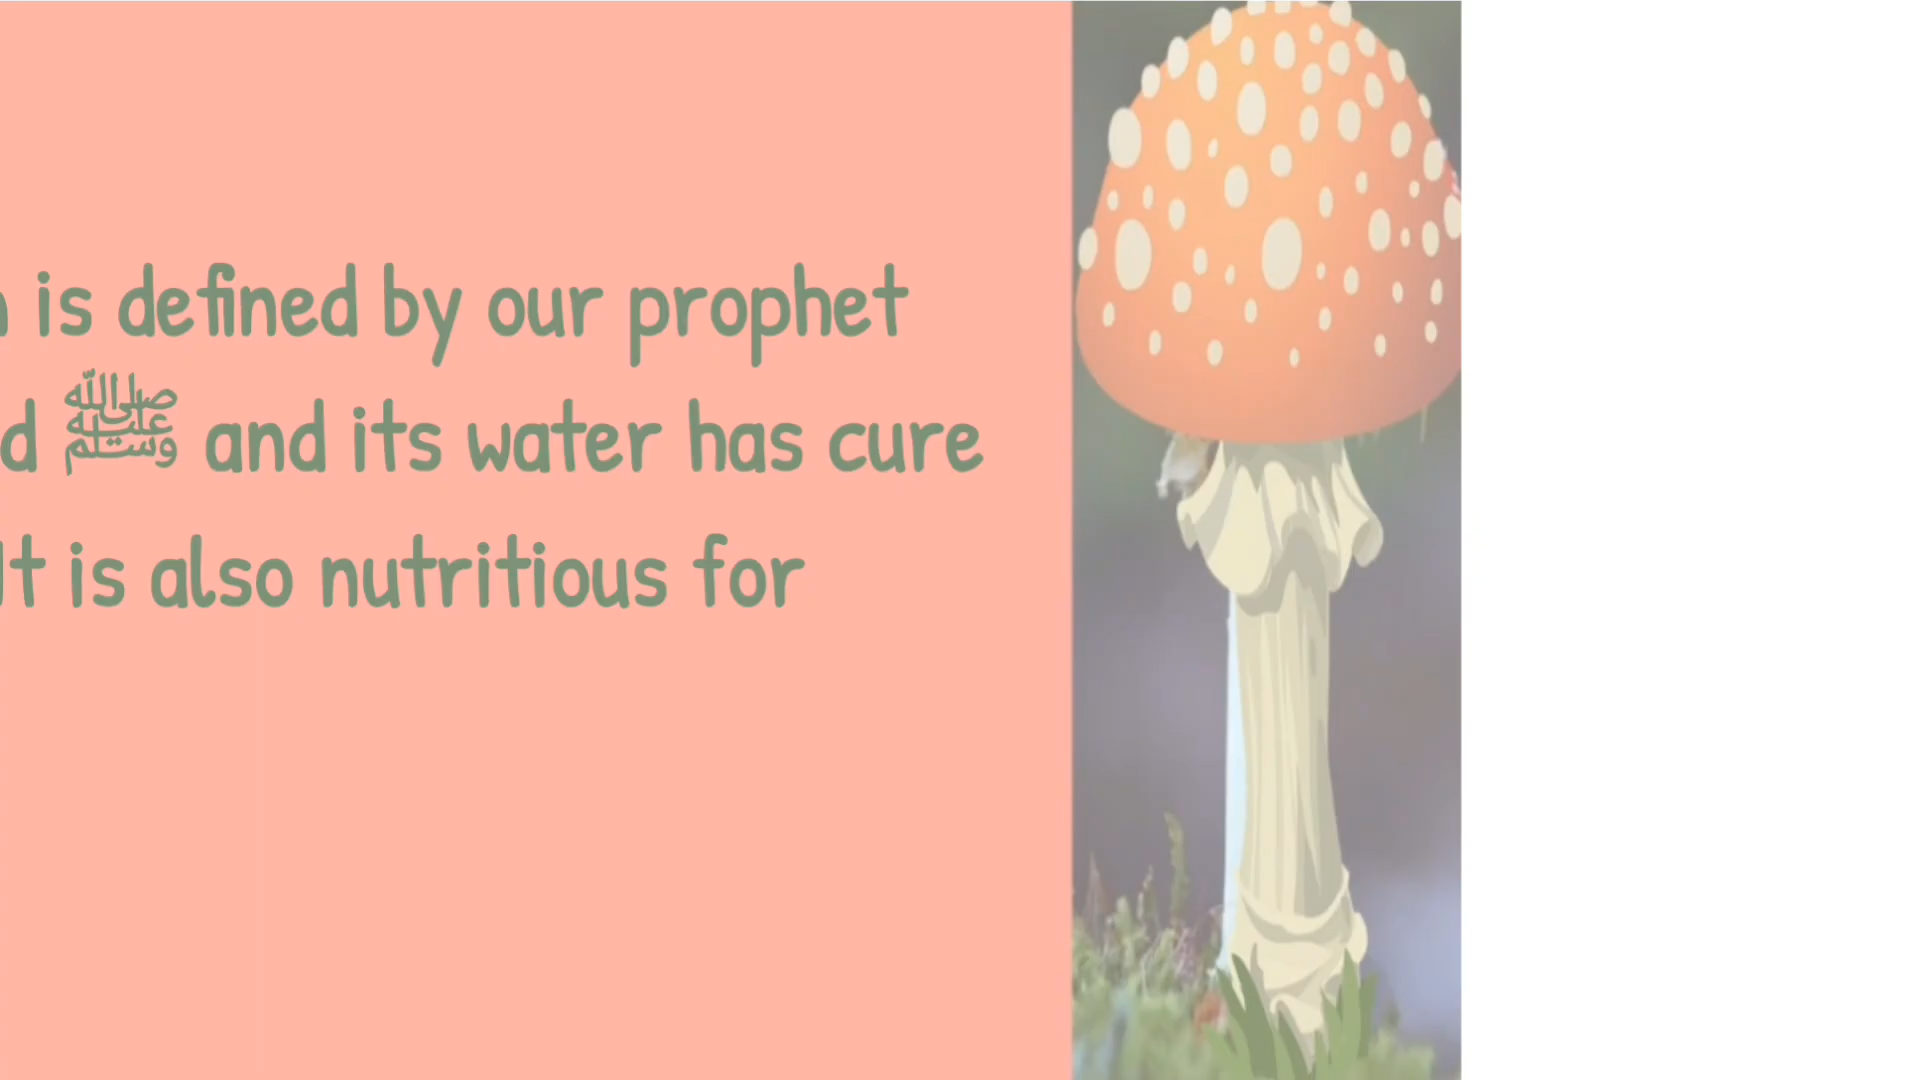 is defined by our prophet
ﷺ and its water has cure
It is also nutritious for